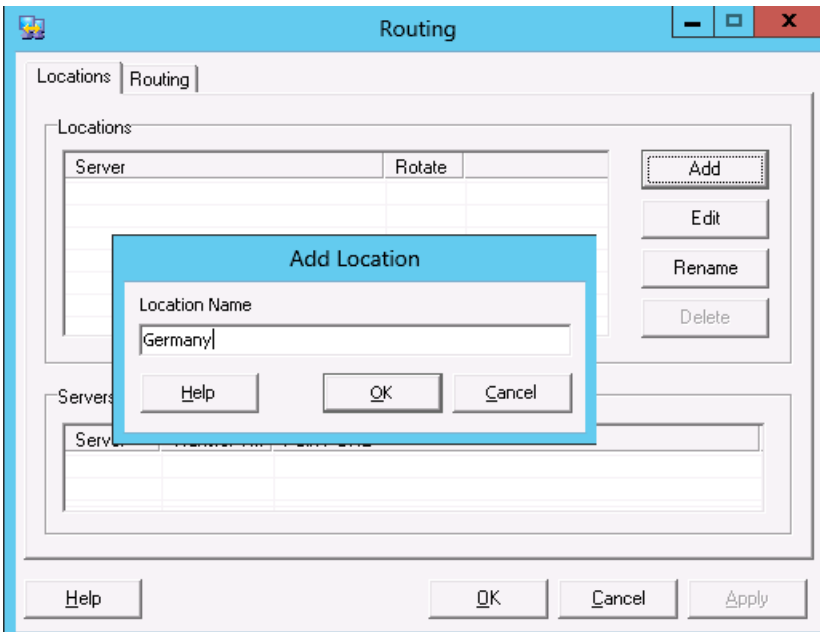 Routing
Locations Routing
Locations
Server Rotate
Add
Edit
Rename
Delete
Add Location
Location Name
Germany
Help OK Cancel
Servers
Help OK Cancel Apply